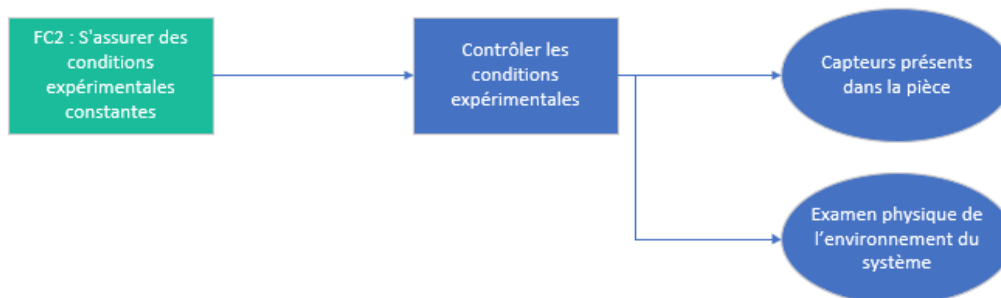 FC2 : S'assurer des
conditions
expérimentales
constantes
Contrôler les
conditions
expérimentales
Capteurs présents
dans la pièce
Examen physique de
l’environnement du
système